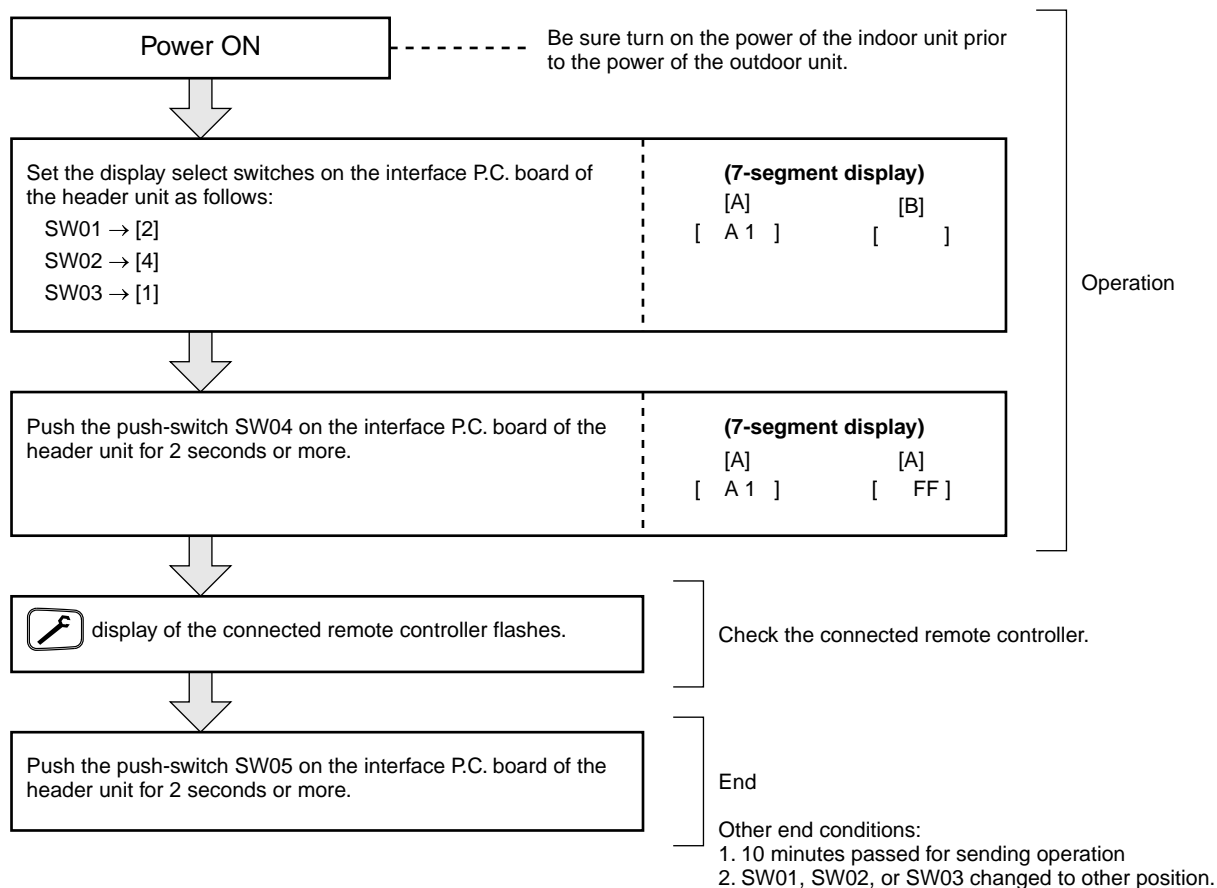 Power ON
Be sure turn on the power of the indoor unit prior
to the power of the outdoor unit.
Set the display select switches on the interface P.C. board of
the header unit as follows:
SW01 → [2]
SW02 → [4]
SW03 → [1]
(7-segment display)
[A] [B]
[ A 1 ] [ ]
Operation
Push the push-switch SW04 on the interface P.C. board of the
header unit for 2 seconds or more.
(7-segment display)
[A] [A]
[ A 1 ] [ FF ]
display of the connected remote controller flashes.
Check the connected remote controller.
Push the push-switch SW05 on the interface P.C. board of the
header unit for 2 seconds or more.
End
Other end conditions:
1. 10 minutes passed for sending operation
2. SW01, SW02, or SW03 changed to other position.